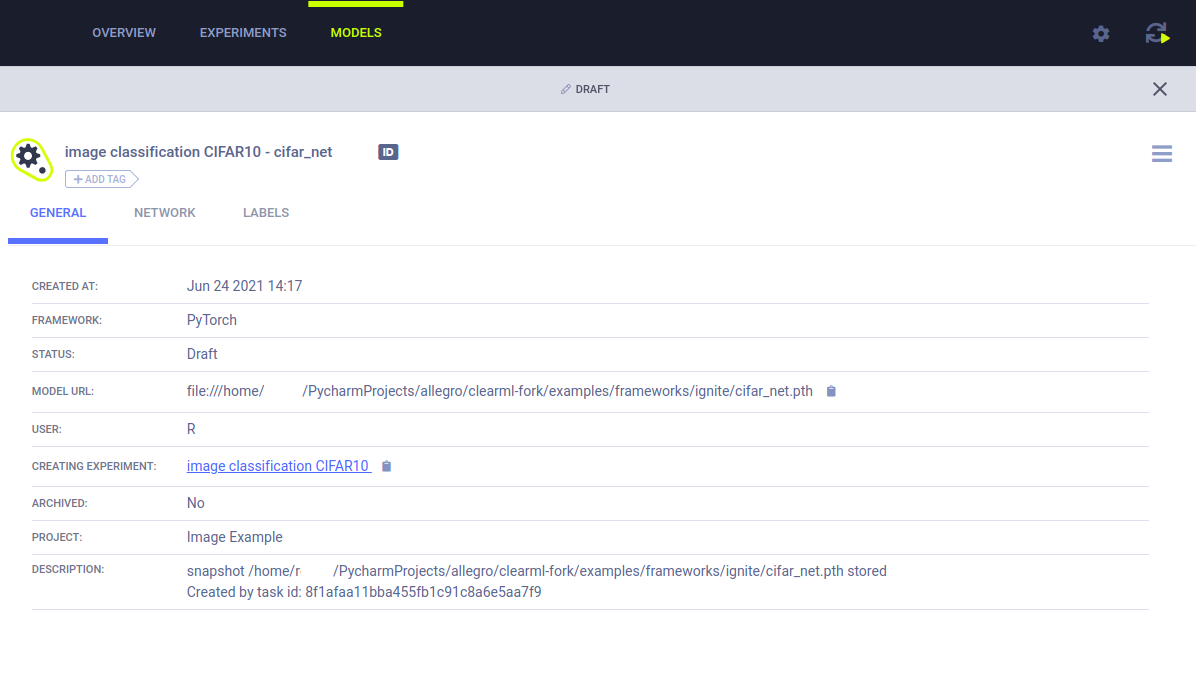 OVERVIEW EXPERIMENTS MODELS
DRAFT
image classification CIFAR10 - cifar_net ID
ADD TAG
GENERAL NETWORK LABELS
CREATED AT: Jun 24 2021 14:17
FRAMEWORK: PyTorch
STATUS: Draft
MODEL URL: file:///home/ /PycharmProjects/allegro/clearml-fork/examples/frameworks/ignite/cifar_net.pth
USER: R
CREATING EXPERIMENT: image classification CIFAR10
ARCHIVED: No
PROJECT: Image Example
DESCRIPTION: snapshot /home/r /PycharmProjects/allegro/clearml-fork/examples/frameworks/ignite/cifar_net.pth stored
Created by task id: 8f1afaa11bba455fb1c91c8a6e5aa7f9